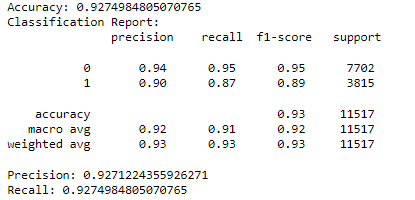 Accuracy: 0.9274984805070765
Classification Report:
precision recall f1-score support
0 0.94 0.95 0.95 7702
1 0.90 0.87 0.89 3815
accuracy 0.93 11517
macro avg 0.92 0.91 0.92 11517
weighted avg 0.93 0.93 0.93 11517
Precision: 0.9271224355926271
Recall: 0.9274984805070765